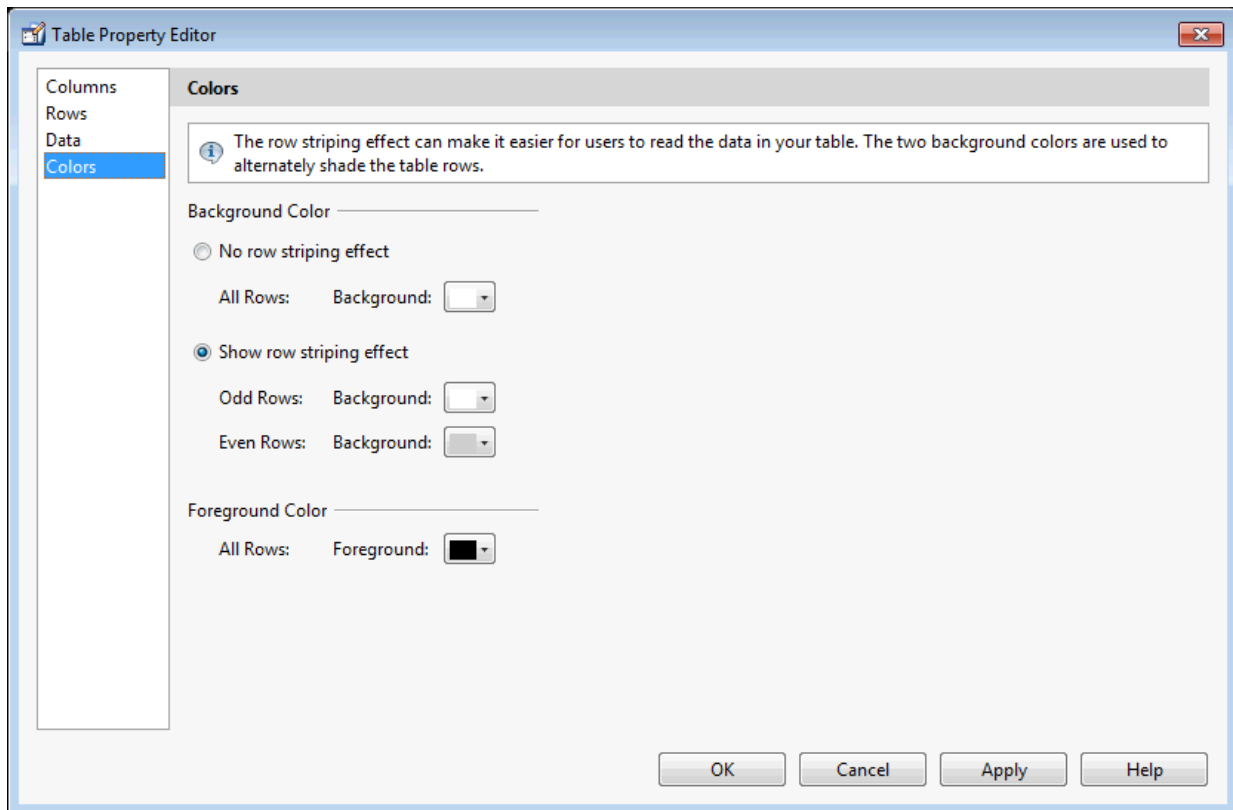 Table Property Editor
Columns
Rows
Data
Colors
Colors
The row striping effect can make it easier for users to read the data in your table. The two background colors are used to
alternately shade the table rows.
Background Color
No row striping effect
All Rows: Background:
Show row striping effect
Odd Rows: Background:
Even Rows: Background:
Foreground Color
All Rows: Foreground:
OK Cancel Apply Help